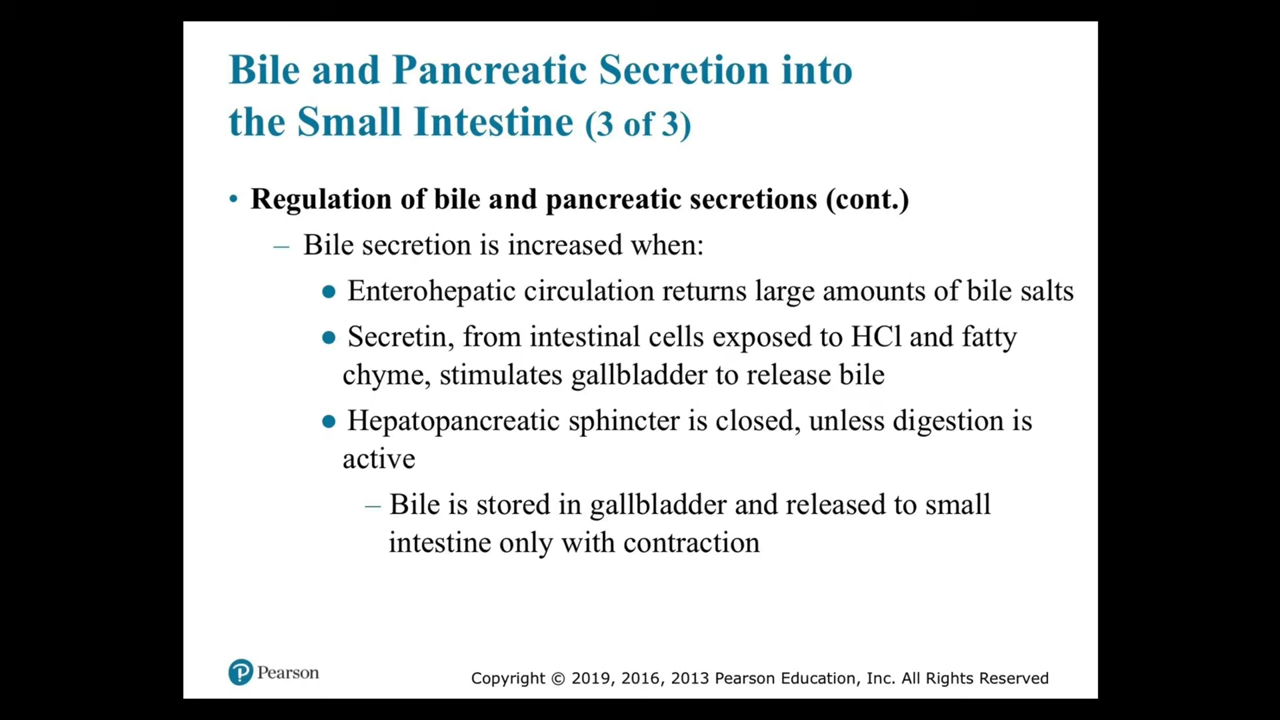 Bile and Pancreatic Secretion into
the Small Intestine (3 of 3)
• Regulation of bile and pancreatic secretions (cont.)
– Bile secretion is increased when:
● Enterohepatic circulation returns large amounts of bile salts
● Secretin, from intestinal cells exposed to HCl and fatty
chyme, stimulates gallbladder to release bile
● Hepatopancreatic sphincter is closed, unless digestion is
active
– Bile is stored in gallbladder and released to small
intestine only with contraction
P Pearson
Copyright © 2019, 2016, 2013 Pearson Education, Inc. All Rights Reserved